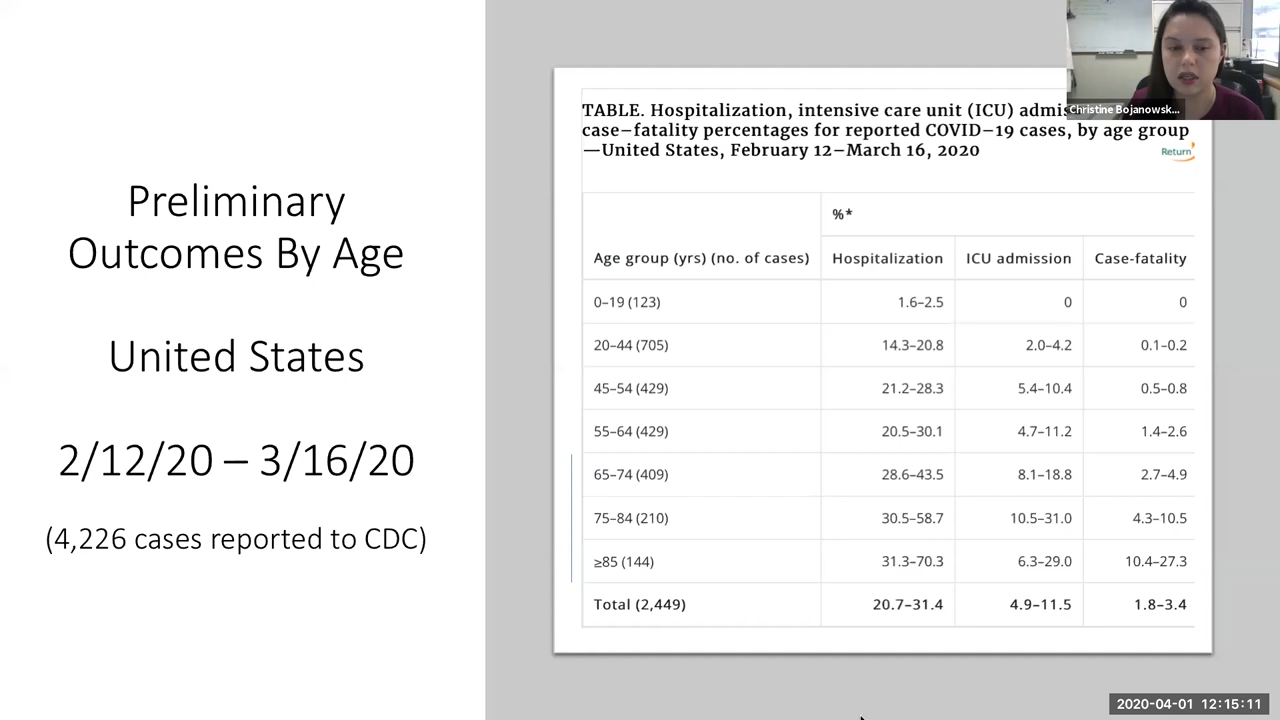 Preliminary
Outcomes By Age
United States
2/12/20 – 3/16/20
(4,226 cases reported to CDC)
Christine Bojanowsk...
TABLE. Hospitalization, intensive care unit (ICU)
case–fatality percentages for reported COVID–19 cases, by age group
—United States, February 12–March 16, 2020
Return
%*
Age group (yrs) (no. of cases) Hospitalization ICU admission Case-fatality
0–19 (123) 1.6–2.5 0 0
20–44 (705) 14.3–20.8 2.0–4.2 0.1–0.2
45–54 (429) 21.2–28.3 5.4–10.4 0.5–0.8
55–64 (429) 20.5–30.1 4.7–11.2 1.4–2.6
65–74 (409) 28.6–43.5 8.1–18.8 2.7–4.9
75–84 (210) 30.5–58.7 10.5–31.0 4.3–10.5
≥85 (144) 31.3–70.3 6.3–29.0 10.4–27.3
Total (2,449) 20.7–31.4 4.9–11.5 1.8–3.4
2020-04-01 12:15:11